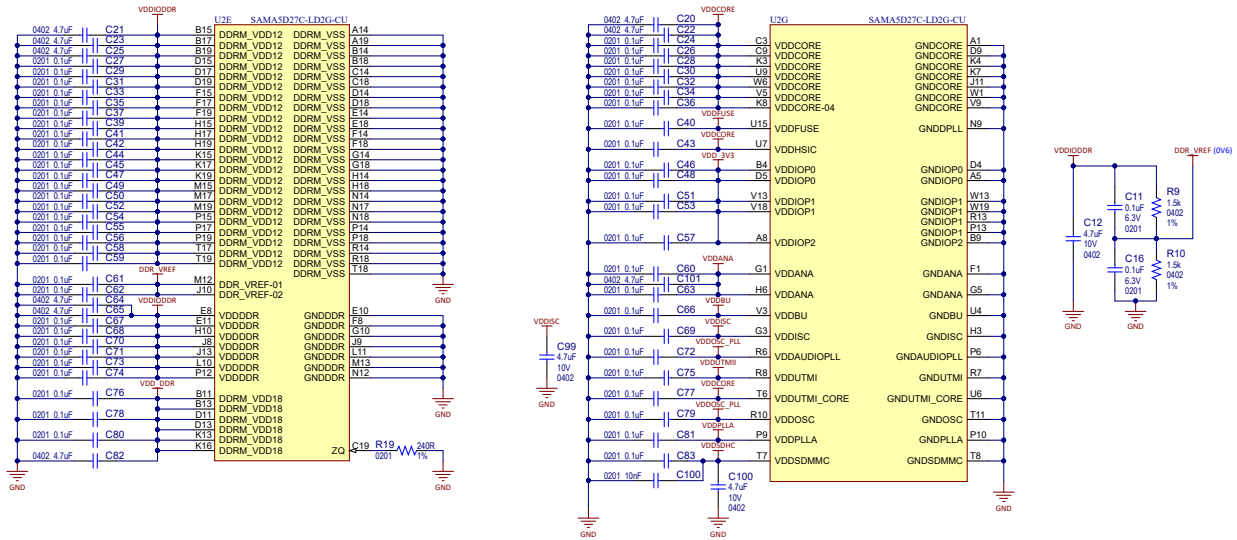 VDDIODDR
U2E SAMA5D27C-LD2G-CU
0402 4.7uF C21 B15 DDRM_VDD12 DDRM_VSS A14
0402 4.7uF C23 B17 DDRM_VDD12 DDRM_VSS A19
0402 4.7uF C25 B19 DDRM_VDD12 DDRM_VSS B14
0201 0.1uF C27 D15 DDRM_VDD12 DDRM_VSS B18
0201 0.1uF C29 D17 DDRM_VDD12 DDRM_VSS C14
0201 0.1uF C31 D19 DDRM_VDD12 DDRM_VSS C18
0201 0.1uF C33 F15 DDRM_VDD12 DDRM_VSS D14
0201 0.1uF C35 F17 DDRM_VDD12 DDRM_VSS D18
0201 0.1uF C37 F19 DDRM_VDD12 DDRM_VSS E14
0201 0.1uF C39 H15 DDRM_VDD12 DDRM_VSS E18
0201 0.1uF C41 H17 DDRM_VDD12 DDRM_VSS F14
0201 0.1uF C42 H19 DDRM_VDD12 DDRM_VSS F18
0201 0.1uF C44 K15 DDRM_VDD12 DDRM_VSS G14
0201 0.1uF C45 K17 DDRM_VDD12 DDRM_VSS G18
0201 0.1uF C47 K19 DDRM_VDD12 DDRM_VSS H14
0201 0.1uF C49 M15 DDRM_VDD12 DDRM_VSS H18
0201 0.1uF C50 M17 DDRM_VDD12 DDRM_VSS N14
0201 0.1uF C52 M19 DDRM_VDD12 DDRM_VSS N17
0201 0.1uF C54 P15 DDRM_VDD12 DDRM_VSS N18
0201 0.1uF C55 P17 DDRM_VDD12 DDRM_VSS P14
0201 0.1uF C56 P19 DDRM_VDD12 DDRM_VSS P18
0201 0.1uF C58 T17 DDRM_VDD12 DDRM_VSS R14
0201 0.1uF C59 T19 DDRM_VDD12 DDRM_VSS R18
DDRM_VSS T18
DDR_VREF
0201 0.1uF C61 M12 DDR_VREF-01
0201 0.1uF C62 J10 DDR_VREF-02
GND
0402 4.7uF C64 VDDIODDR
0402 4.7uF C65 E8 VDDDDR GNDDDR E10
0201 0.1uF C67 E11 VDDDDR GNDDDR F8
0201 0.1uF C68 H10 VDDDDR GNDDDR G10
0201 0.1uF C70 J8 VDDDDR GNDDDR J9
0201 0.1uF C71 J13 VDDDDR GNDDDR L11
0201 0.1uF C73 L10 VDDDDR GNDDDR M13
0201 0.1uF C74 P12 VDDDDR GNDDDR N12
VDD_DDR
GND
0201 0.1uF C76 B11 DDRM_VDD18
B13 DDRM_VDD18
0201 0.1uF C78 D11 DDRM_VDD18
D13 DDRM_VDD18
0201 0.1uF C80 K13 DDRM_VDD18
0402 4.7uF C82 K16 DDRM_VDD18 ZQ C19 R19 240R
0201 1%
GND
GND
VDDCORE
U2G SAMA5D27C-LD2G-CU
0402 4.7uF C20
0402 4.7uF C22
0201 0.1uF C24 C3 VDDCORE GNDCORE A1
0201 0.1uF C26 C9 VDDCORE GNDCORE D9
0201 0.1uF C28 K3 VDDCORE GNDCORE K4
0201 0.1uF C30 U9 VDDCORE GNDCORE K7
0201 0.1uF C32 W6 VDDCORE GNDCORE J11
0201 0.1uF C34 V5 VDDCORE GNDCORE W1
0201 0.1uF C36 K8 VDDCORE-04 GNDCORE V9
VDDFUSE
0201 0.1uF C40 U15 VDDFUSE GNDDPLL N9
VDDCORE
0201 0.1uF C43 U7 VDDHSIC
VDD_3V3
0201 0.1uF C46 B4 VDDIOP0 GNDIOP0 D4
0201 0.1uF C48 D5 VDDIOP0 GNDIOP0 A5
0201 0.1uF C51 V13 VDDIOP1 GNDIOP1 W13
0201 0.1uF C53 V18 VDDIOP1 GNDIOP1 W19
GNDIOP1 R13
GNDIOP1 P13
0201 0.1uF C57 A8 VDDIOP2 GNDIOP2 B9
VDDANA
0201 0.1uF C60 G1 VDDANA GNDANA F1
0402 4.7uF C101
0201 0.1uF C63 H6 VDDANA GNDANA G5
VDDBU
0201 0.1uF C66 V3 VDDBU GNDBU U4
VDDISC
0201 0.1uF C69 G3 VDDISC GNDISC H3
VDDOSC_PLL
0201 0.1uF C72 R6 VDDAUDIOPLL GNDAUDIOPLL P6
VDDUTMII
0201 0.1uF C75 R8 VDDUTMI GNDUTMI R7
VDDCORE
0201 0.1uF C77 T6 VDDUTMI_CORE GNDUTMI_CORE U6
VDDOSC_PLL
0201 0.1uF C79 R10 VDDOSC GNDOSC T11
VDDPLLA
0201 0.1uF C81 P9 VDDPLLA GNDPLLA P10
VDDSDHC
0201 0.1uF C83 T7 VDDSDMMC GNDSDMMC T8
0201 10nF C100
C100
4.7uF
10V
0402
GND
GND
GND
VDDISC
C99
4.7uF
10V
0402
GND
VDDIODDR
DDR_VREF (0V6)
C12
4.7uF
10V
0402
GND
C11
0.1uF
6.3V
0201
R9
1.5k
0402
1%
C16
0.1uF
6.3V
0201
R10
1.5k
0402
1%
GND